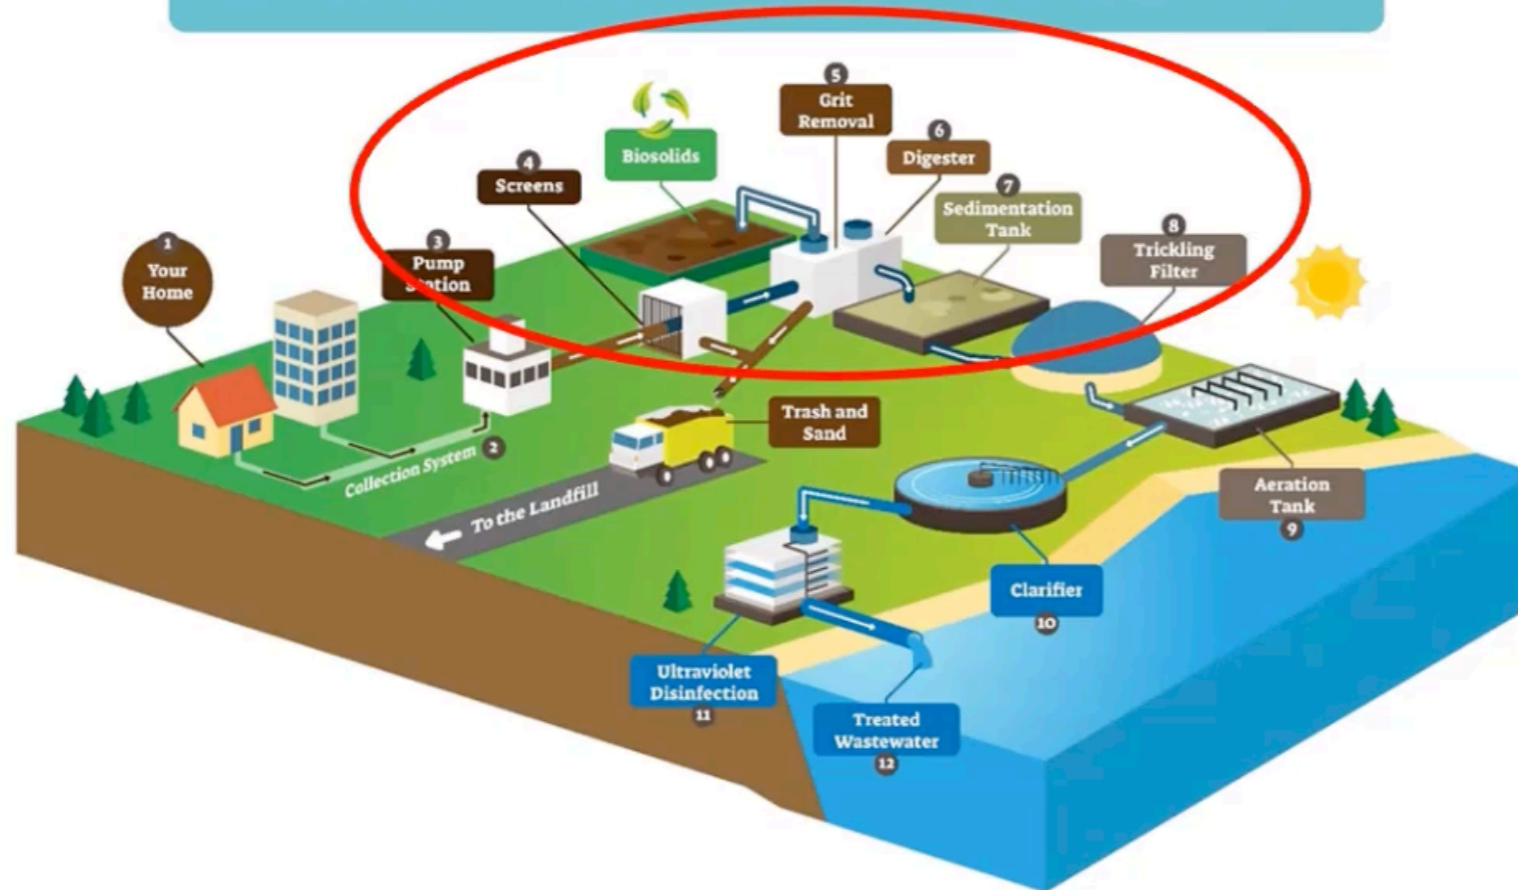 1
Your
Home
Collection System 2
3
Pump
Station
4
Screens
Biosolids
5
Grit
Removal
6
Digester
7
Sedimentation
Tank
8
Trickling
Filter
Trash and
Sand
To the Landfill
Aeration
Tank
9
Clarifier
10
Ultraviolet
Disinfection
11
Treated
Wastewater
12